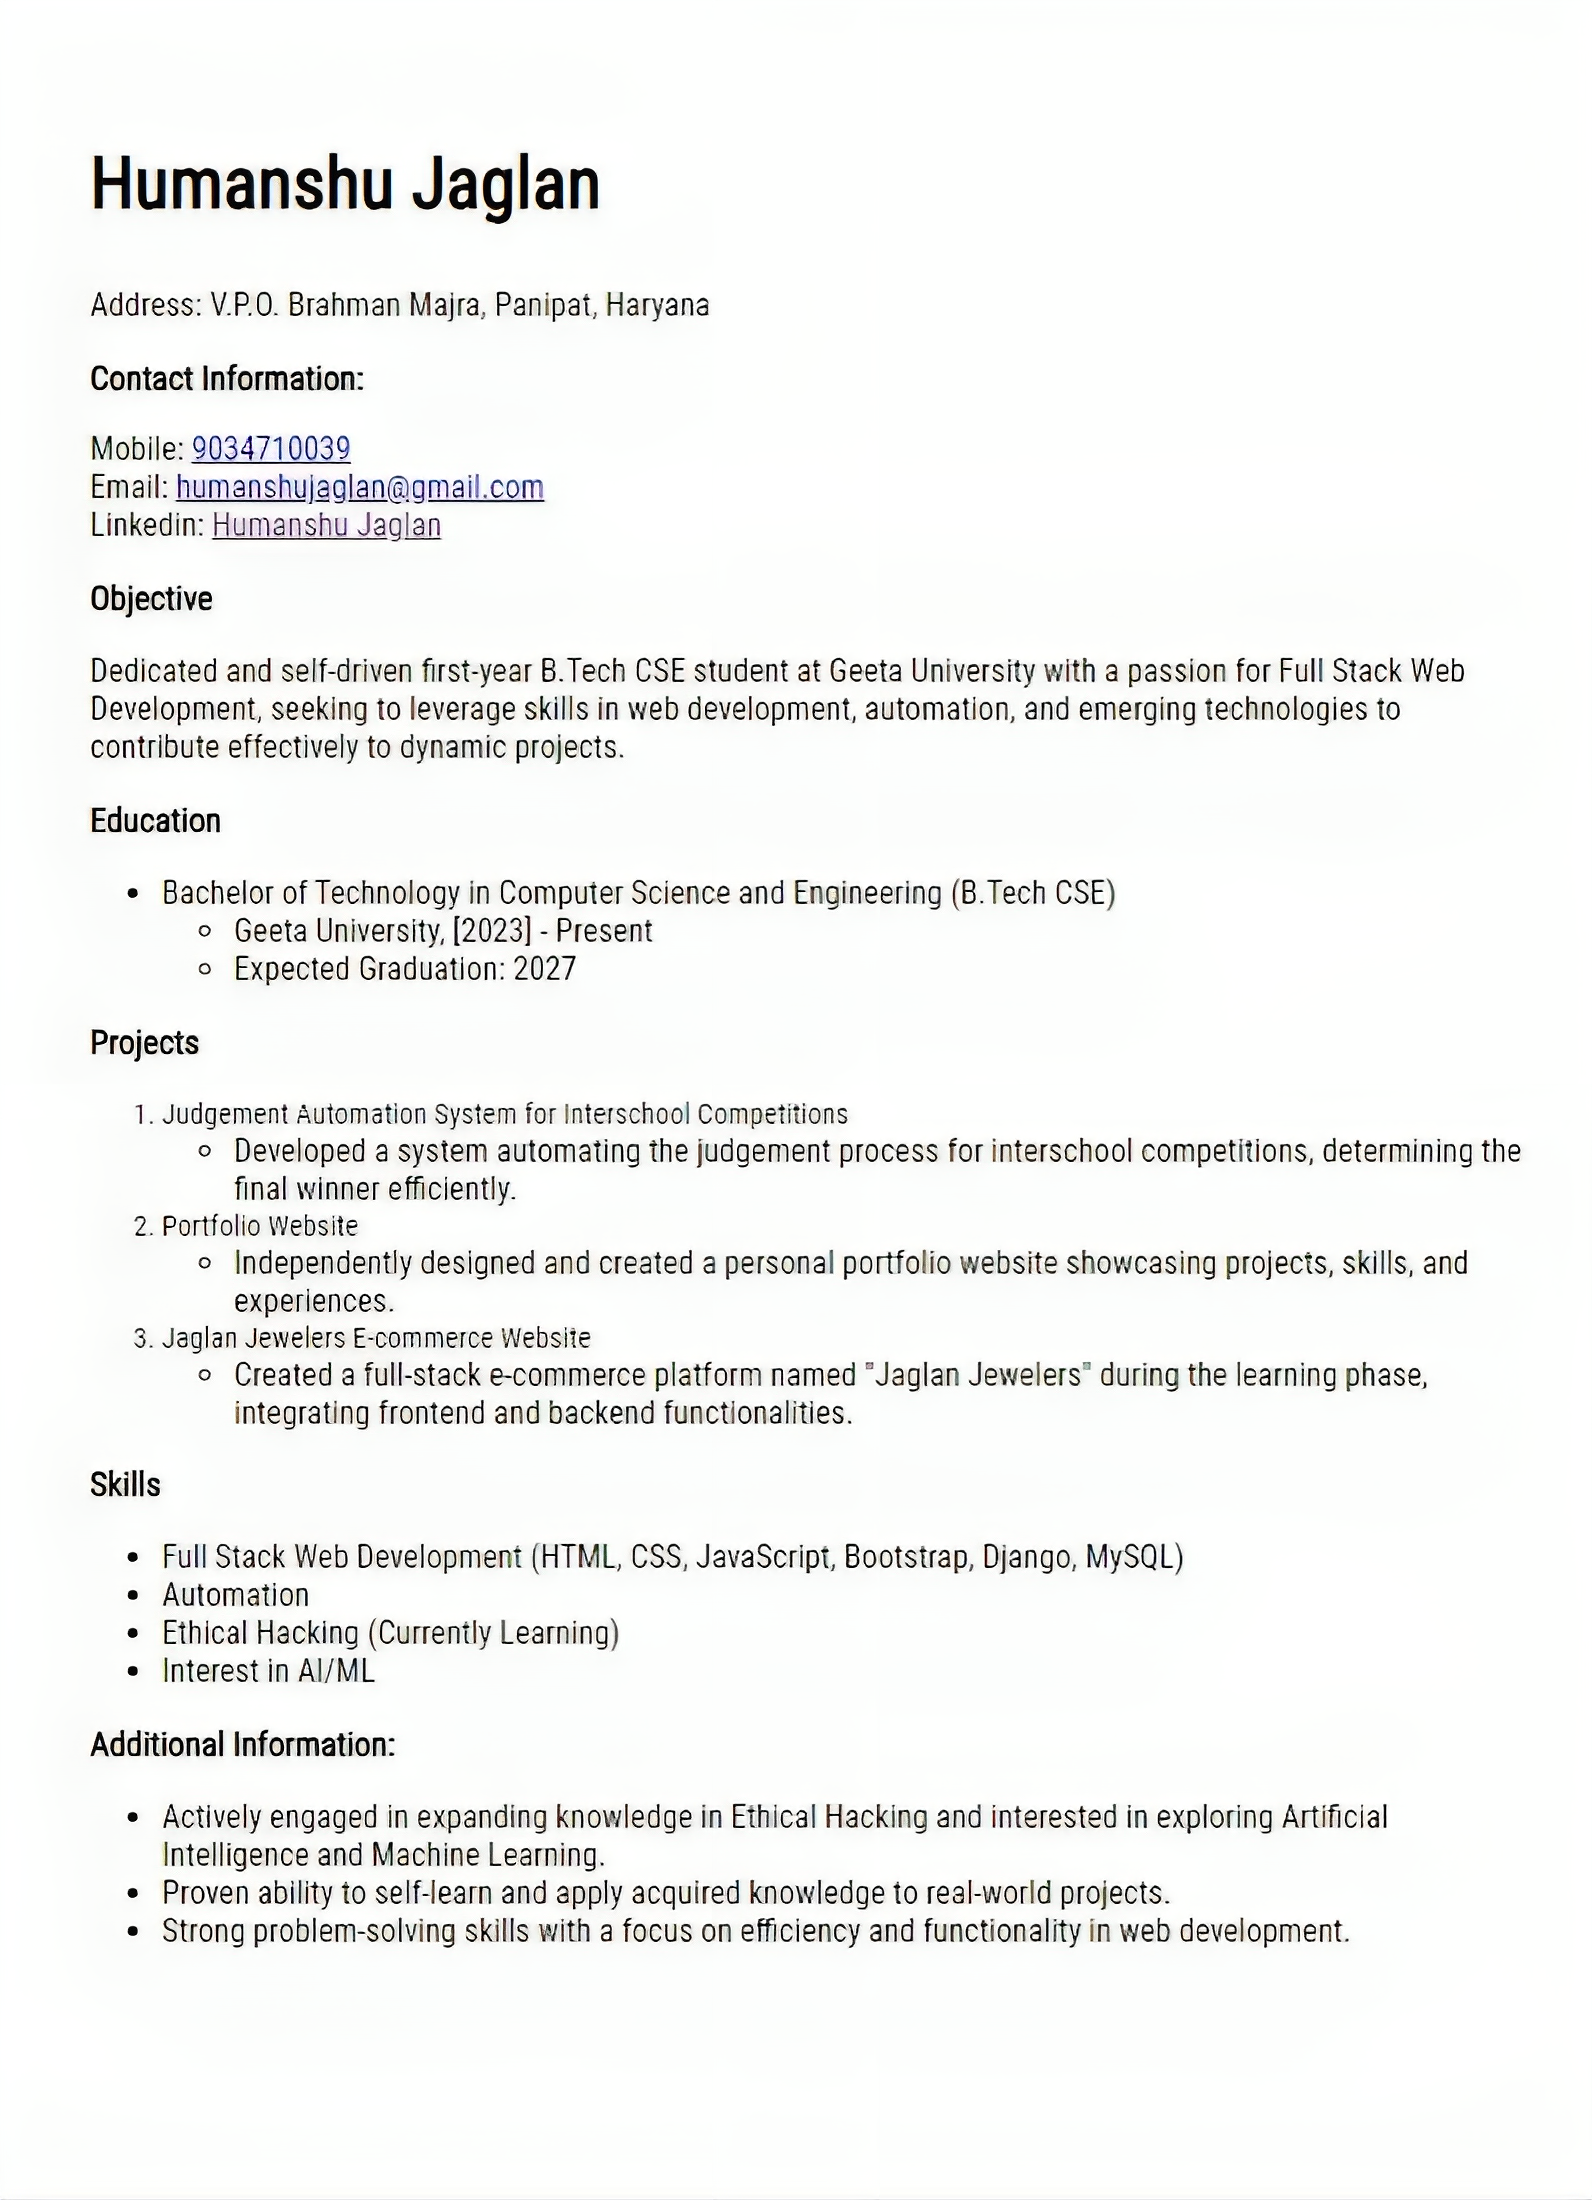 Humanshu Jaglan
Address: V.P.O. Brahman Majra, Panipat, Haryana
Contact Information:
Mobile: 9034710039
Email: humanshujaglan@gmail.com
Linkedin: Humanshu Jaglan
Objective
Dedicated and self-driven first-year B.Tech CSE student at Geeta University with a passion for Full Stack Web
Development, seeking to leverage skills in web development, automation, and emerging technologies to
contribute effectively to dynamic projects.
Education
• Bachelor of Technology in Computer Science and Engineering (B.Tech CSE)
◦ Geeta University, [2023] - Present
◦ Expected Graduation: 2027
Projects
1. Judgement Automation System for Interschool Competitions
◦ Developed a system automating the judgement process for interschool competitions, determining the
final winner efficiently.
2. Portfolio Website
◦ Independently designed and created a personal portfolio website showcasing projects, skills, and
experiences.
3. Jaglan Jewelers E-commerce Website
◦ Created a full-stack e-commerce platform named "Jaglan Jewelers" during the learning phase,
integrating frontend and backend functionalities.
Skills
• Full Stack Web Development (HTML, CSS, JavaScript, Bootstrap, Django, MySQL)
• Automation
• Ethical Hacking (Currently Learning)
• Interest in AI/ML
Additional Information:
• Actively engaged in expanding knowledge in Ethical Hacking and interested in exploring Artificial
Intelligence and Machine Learning.
• Proven ability to self-learn and apply acquired knowledge to real-world projects.
• Strong problem-solving skills with a focus on efficiency and functionality in web development.